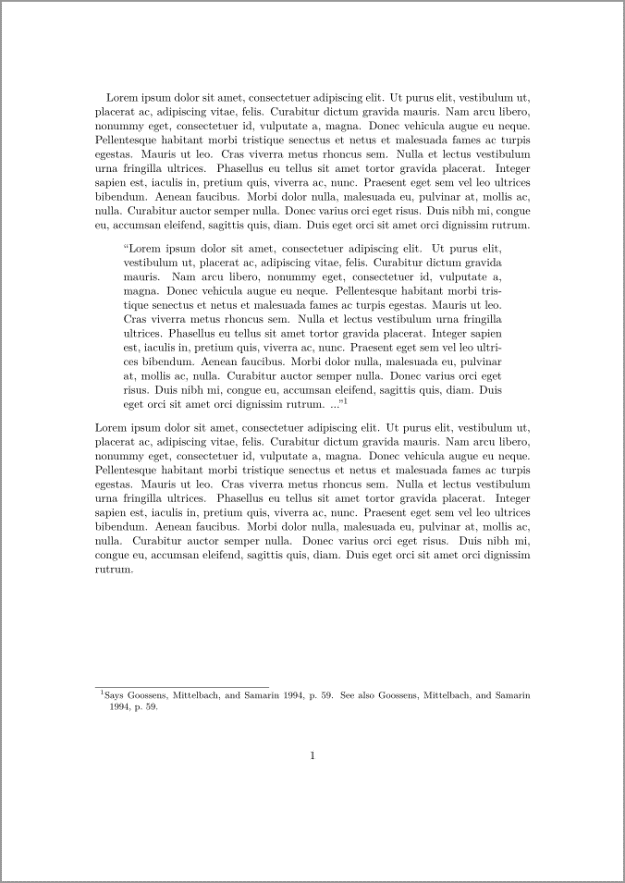 Lorem ipsum dolor sit amet, consectetuer adipiscing elit. Ut purus elit, vestibulum ut,
placerat ac, adipiscing vitae, felis. Curabitur dictum gravida mauris. Nam arcu libero,
nonummy eget, consectetuer id, vulputate a, magna. Donec vehicula augue eu neque.
Pellentesque habitant morbi tristique senectus et netus et malesuada fames ac turpis
egestas. Mauris ut leo. Cras viverra metus rhoncus sem. Nulla et lectus vestibulum
urna fringilla ultrices. Phasellus eu tellus sit amet tortor gravida placerat. Integer
sapien est, iaculis in, pretium quis, viverra ac, nunc. Praesent eget sem vel leo ultrices
bibendum. Aenean faucibus. Morbi dolor nulla, malesuada eu, pulvinar at, mollis ac,
nulla. Curabitur auctor semper nulla. Donec varius orci eget risus. Duis nibh mi, congue
eu, accumsan eleifend, sagittis quis, diam. Duis eget orci sit amet orci dignissim rutrum.
“Lorem ipsum dolor sit amet, consectetuer adipiscing elit. Ut purus elit,
vestibulum ut, placerat ac, adipiscing vitae, felis. Curabitur dictum gravida
mauris. Nam arcu libero, nonummy eget, consectetuer id, vulputate a,
magna. Donec vehicula augue eu neque. Pellentesque habitant morbi tris-
tique senectus et netus et malesuada fames ac turpis egestas. Mauris ut leo.
Cras viverra metus rhoncus sem. Nulla et lectus vestibulum urna fringilla
ultrices. Phasellus eu tellus sit amet tortor gravida placerat. Integer sapien
est, iaculis in, pretium quis, viverra ac, nunc. Praesent eget sem vel leo ultri-
ces bibendum. Aenean faucibus. Morbi dolor nulla, malesuada eu, pulvinar
at, mollis ac, nulla. Curabitur auctor semper nulla. Donec varius orci eget
risus. Duis nibh mi, congue eu, accumsan eleifend, sagittis quis, diam. Duis
eget orci sit amet orci dignissim rutrum. ...”1
Lorem ipsum dolor sit amet, consectetuer adipiscing elit. Ut purus elit, vestibulum ut,
placerat ac, adipiscing vitae, felis. Curabitur dictum gravida mauris. Nam arcu libero,
nonummy eget, consectetuer id, vulputate a, magna. Donec vehicula augue eu neque.
Pellentesque habitant morbi tristique senectus et netus et malesuada fames ac turpis
egestas. Mauris ut leo. Cras viverra metus rhoncus sem. Nulla et lectus vestibulum
urna fringilla ultrices. Phasellus eu tellus sit amet tortor gravida placerat. Integer
sapien est, iaculis in, pretium quis, viverra ac, nunc. Praesent eget sem vel leo ultrices
bibendum. Aenean faucibus. Morbi dolor nulla, malesuada eu, pulvinar at, mollis ac,
nulla. Curabitur auctor semper nulla. Donec varius orci eget risus. Duis nibh mi,
congue eu, accumsan eleifend, sagittis quis, diam. Duis eget orci sit amet orci dignissim
rutrum.
1Says Goossens, Mittelbach, and Samarin 1994, p. 59. See also Goossens, Mittelbach, and Samarin
1994, p. 59.
1